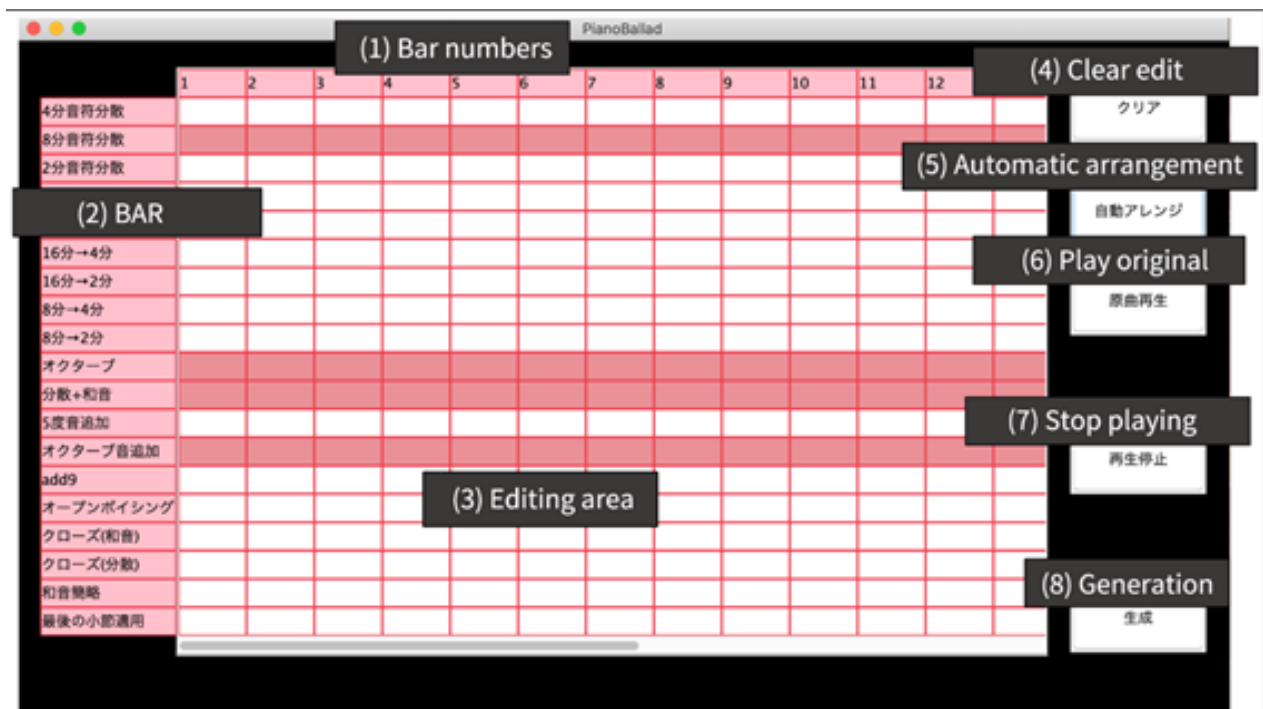 PianoBallad
(1) Bar numbers
1 2 3 4 5 6 7 8 9 10 11 12
(4) Clear edit
クリア
4分音符分散
8分音符分散
2分音符分散
(5) Automatic arrangement
自動アレンジ
(2) BAR
16分→4分
(6) Play original
16分→2分
原曲再生
8分→4分
8分→2分
オクターブ
分散+和音
5度音追加
(7) Stop playing
オクターブ音追加
再生停止
add9
(3) Editing area
オープンボイシング
クローズ(和音)
クローズ(分散)
(8) Generation
和音簡略
生成
最後の小節適用